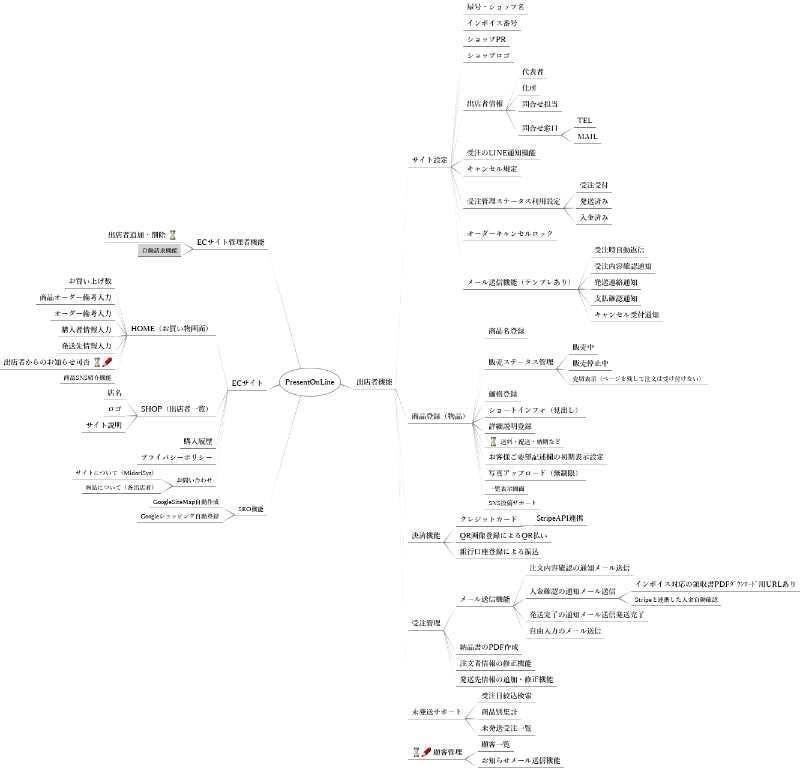 PresentOnLine
ECサイト管理者機能
出店者追加・削除
自動請求機能
ECサイト
HOME（お買い物画面）
お買い上げ数
商品オーダー備考入力
オーダー備考入力
購入者情報入力
発送先情報入力
出店者からのお知らせ可否
商品SNS紹介機能
SHOP（出店者一覧）
店名
ロゴ
サイト説明
購入履歴
プライバシーポリシー
お問い合わせ
サイトについて（MidoriSys）
商品について（各出店者）
SEO機能
GoogleSiteMap自動作成
Googleショッピング自動登録
出店者機能
サイト設定
屋号・ショップ名
インボイス番号
ショップPR
ショップロゴ
出店者情報
代表者
住所
問合せ担当
問合せ窓口
TEL
MAIL
受注のLINE通知機能
キャンセル規定
受注管理ステータス利用設定
受注受付
発送済み
入金済み
オーダーキャンセルロック
メール送信機能（テンプレあり）
受注時自動返信
受注内容確認通知
発送連絡通知
支払確認通知
キャンセル受付通知
商品登録（物品）
商品名登録
販売ステータス管理
販売中
販売停止中
売切表示（ページを残して注文は受け付けない）
価格登録
ショートインフォ（見出し）
詳細説明登録
送料・配送・納期など
お客様ご要望記述欄の初期表示設定
写真アップロード（無制限）
一覧表示画面
SNS投稿サポート
決済機能
クレジットカード
StripeAPI連携
QR画像登録によるQR払い
銀行口座登録による振込
受注管理
メール送信機能
注文内容確認の通知メール送信
入金確認の通知メール送信
インボイス対応の領収書PDFﾀﾞｳﾝﾛｰﾄﾞ用URLあり
Stripeと連携した入金自動確認
発送完了の通知メール送信発送完了
自由入力のメール送信
納品書のPDF作成
注文者情報の修正機能
発送先情報の追加・修正機能
未発送サポート
受注日絞込検索
商品別集計
未発送受注一覧
顧客管理
顧客一覧
お知らせメール送信機能